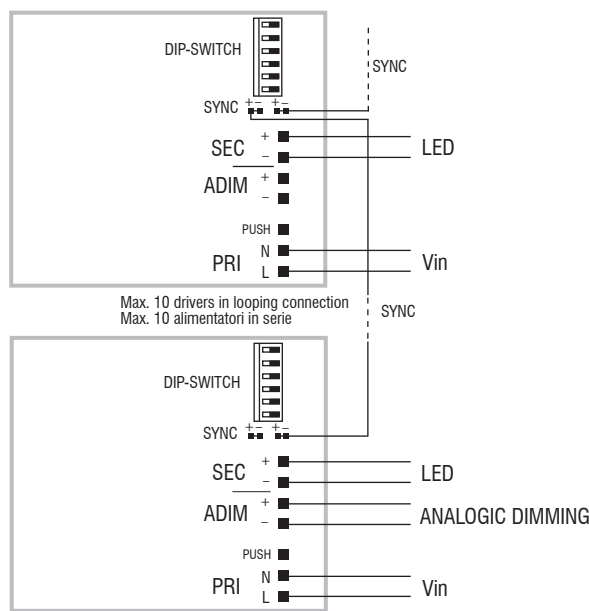 DIP-SWITCH
SYNC
SYNC + − + −
SEC + −
LED
ADIM + −
PUSH
PRI N L
Vin
Max. 10 drivers in looping connection
Max. 10 alimentatori in serie
SYNC
DIP-SWITCH
SYNC + − + −
SEC + −
LED
ADIM + −
ANALOGIC DIMMING
PUSH
PRI N L
Vin